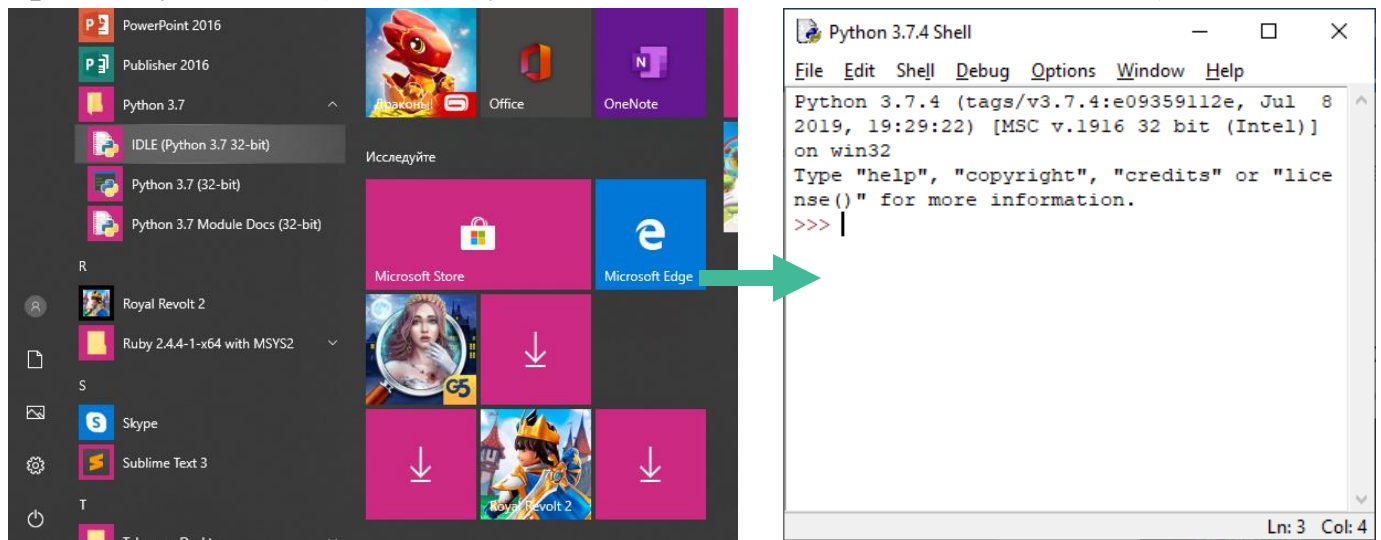 PowerPoint 2016
Publisher 2016
Python 3.7
IDLE (Python 3.7 32-bit)
Python 3.7 (32-bit)
Python 3.7 Module Docs (32-bit)
R
Royal Revolt 2
Ruby 2.4.4-1-x64 with MSYS2
S
Skype
Sublime Text 3
T
Драконы!
Office
OneNote
Исследуйте
Microsoft Store
Microsoft Edge
G5
Royal Revolt 2
Python 3.7.4 Shell
File Edit Shell Debug Options Window Help
Python 3.7.4 (tags/v3.7.4:e09359112e, Jul 8
2019, 19:29:22) [MSC v.1916 32 bit (Intel)]
on win32
Type "help", "copyright", "credits" or "lice
nse()" for more information.
>>>
Ln: 3 Col: 4